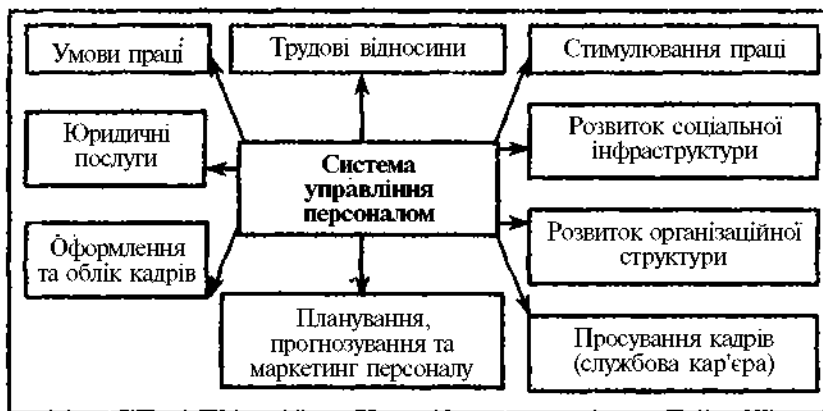 Умови праці
Трудові відносини
Стимулювання праці
Юридичні
послуги
Система
управління
персоналом
Розвиток соціальної
інфраструктури
Оформлення
та облік кадрів
Розвиток організаційної
структури
Планування,
прогнозування та
маркетинг персоналу
Просування кадрів
(службова кар'єра)